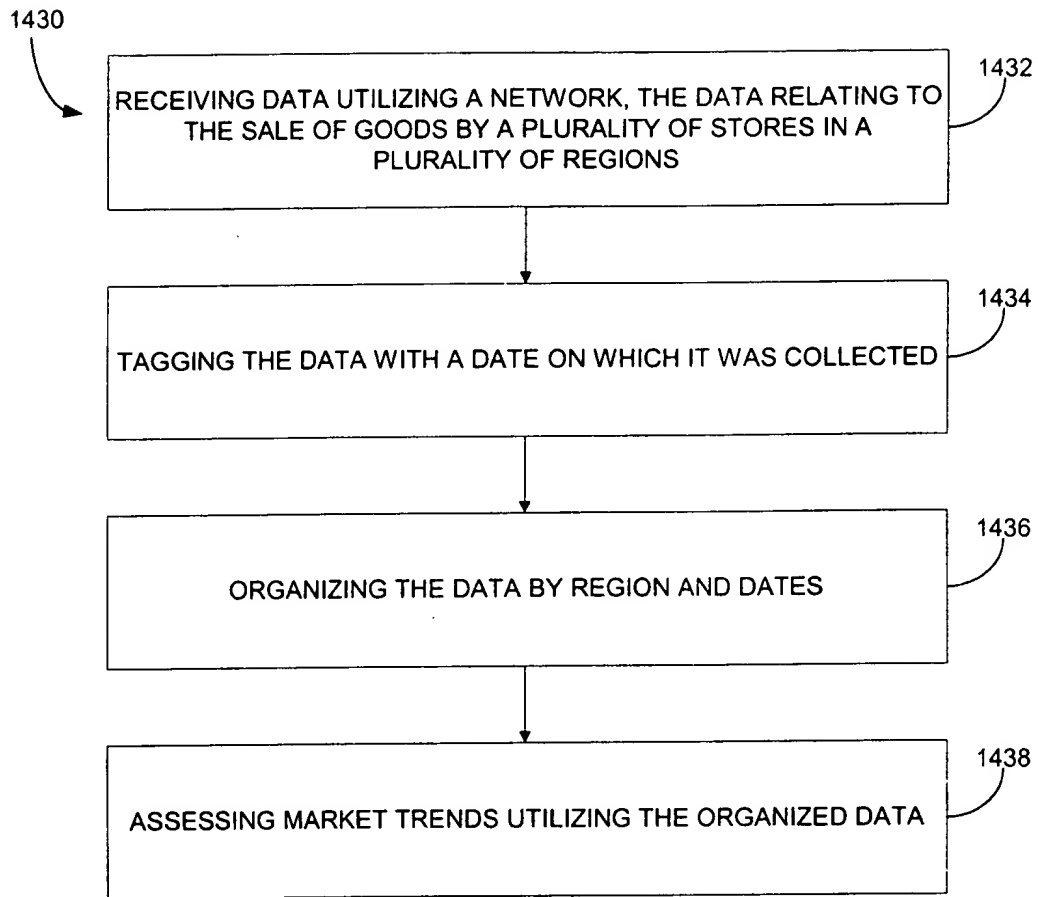 1430
1432
RECEIVING DATA UTILIZING A NETWORK, THE DATA RELATING TO
THE SALE OF GOODS BY A PLURALITY OF STORES IN A
PLURALITY OF REGIONS
1434
TAGGING THE DATA WITH A DATE ON WHICH IT WAS COLLECTED
1436
ORGANIZING THE DATA BY REGION AND DATES
1438
ASSESSING MARKET TRENDS UTILIZING THE ORGANIZED DATA